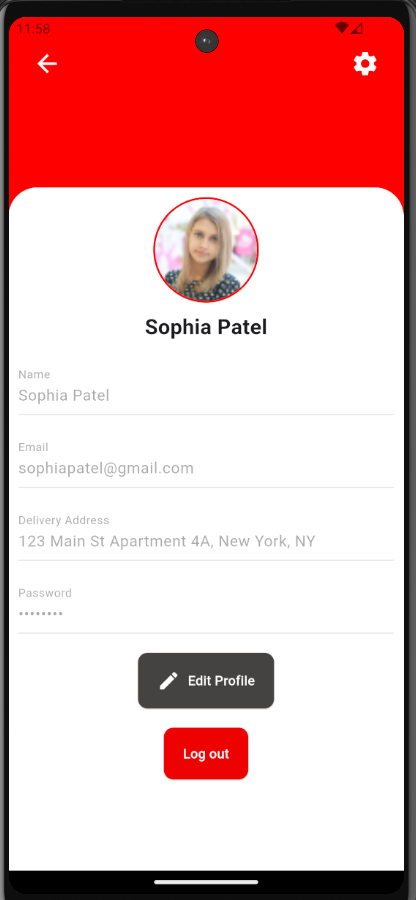 11:58
Sophia Patel
Name
Sophia Patel
Email
sophiapatel@gmail.com
Delivery Address
123 Main St Apartment 4A, New York, NY
Password
••••••••
Edit Profile
Log out